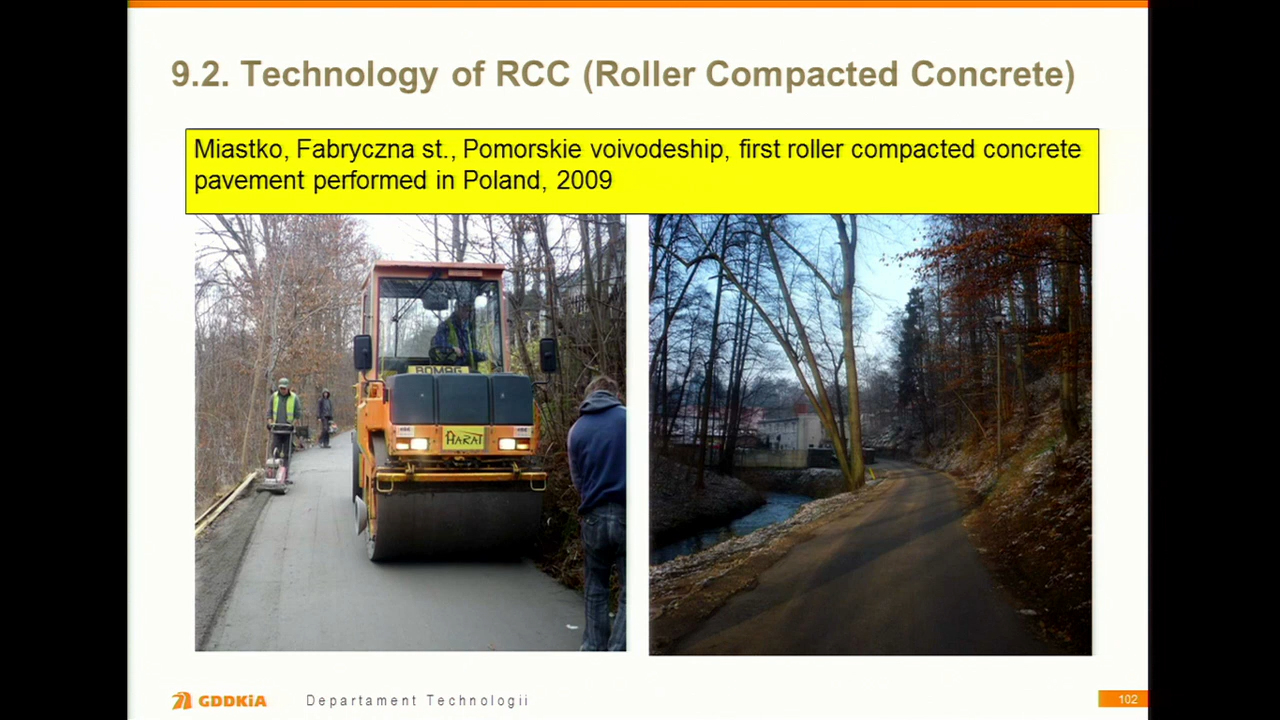 9.2. Technology of RCC (Roller Compacted Concrete)
Miastko, Fabryczna st., Pomorskie voivodeship, first roller compacted concrete
pavement performed in Poland, 2009
BOMAG
HARAT
GDDKiA
Departament Technologii
102